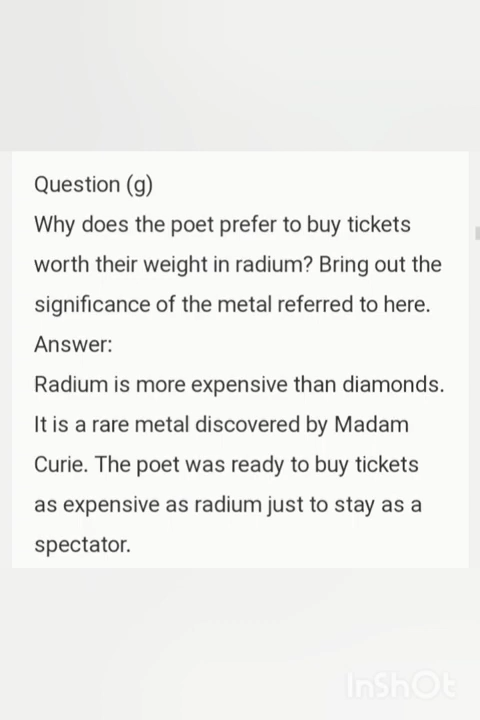 Question (g)
Why does the poet prefer to buy tickets
worth their weight in radium? Bring out the
significance of the metal referred to here.
Answer:
Radium is more expensive than diamonds.
It is a rare metal discovered by Madam
Curie. The poet was ready to buy tickets
as expensive as radium just to stay as a
spectator.
InShOt